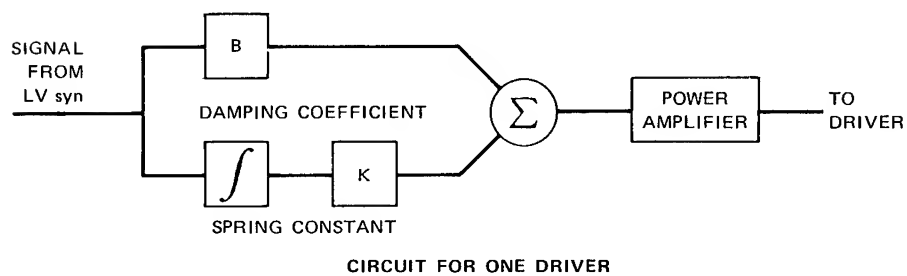 SIGNAL
FROM
LV syn
B
DAMPING COEFFICIENT
∫
K
SPRING CONSTANT
Σ
POWER
AMPLIFIER
TO
DRIVER
CIRCUIT FOR ONE DRIVER